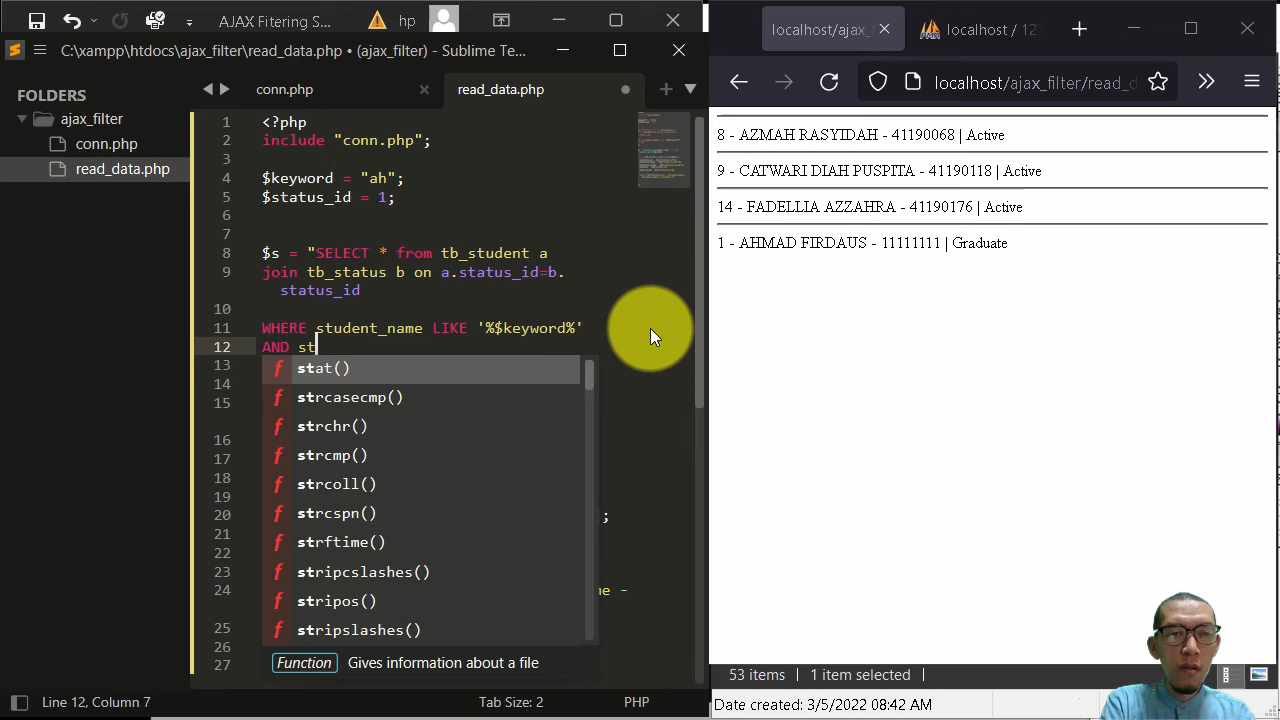 AJAX Fitering S...
hp
C:\xampp\htdocs\ajax_filter\read_data.php • (ajax_filter) - Sublime Te...
FOLDERS
ajax_filter
conn.php
read_data.php
conn.php
read_data.php
1 <?php
2 include "conn.php";
3
4 $keyword = "ah";
5 $status_id = 1;
6
7
8 $s = "SELECT * from tb_student a
9 join tb_status b on a.status_id=b.
status_id
10
11 WHERE student_name LIKE '%$keyword%'
12 AND st
13
14
15
16
17
18
19
20 ;
21
22
23
24 me -
25
26
27
stat()
strcasecmp()
strchr()
strcmp()
strcoll()
strcspn()
strftime()
stripcslashes()
stripos()
stripslashes()
Function Gives information about a file
Line 12, Column 7
Tab Size: 2
PHP
localhost/ajax_f
localhost / 127
localhost/ajax_filter/read_d
8 - AZMAH RASYIDAH - 41190068 | Active
9 - CATWARI DIAH PUSPITA - 41190118 | Active
14 - FADELLIA AZZAHRA - 41190176 | Active
1 - AHMAD FIRDAUS - 11111111 | Graduate
53 items
1 item selected
Date created: 3/5/2022 08:42 AM